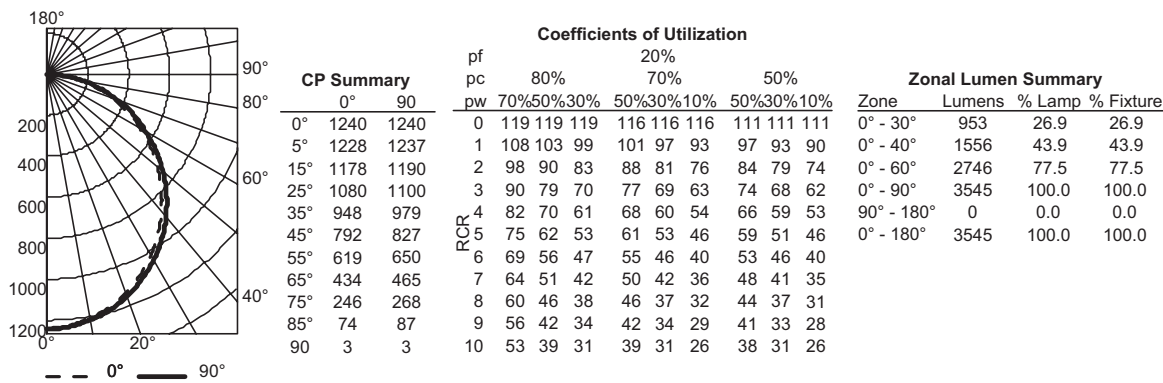 180°
90°
80°
60°
40°
200
400
600
800
1000
1200
0°
20°
0°
90°
CP Summary
0° 90
0° 1240 1240
5° 1228 1237
15° 1178 1190
25° 1080 1100
35° 948 979
45° 792 827
55° 619 650
65° 434 465
75° 246 268
85° 74 87
90 3 3
Coefficients of Utilization
pf 20%
pc 80% 70% 50%
pw 70%50%30% 50%30%10% 50%30%10%
RCR
0 119 119 119 116 116 116 111 111 111
1 108 103 99 101 97 93 97 93 90
2 98 90 83 88 81 76 84 79 74
3 90 79 70 77 69 63 74 68 62
4 82 70 61 68 60 54 66 59 53
5 75 62 53 61 53 46 59 51 46
6 69 56 47 55 46 40 53 46 40
7 64 51 42 50 42 36 48 41 35
8 60 46 38 46 37 32 44 37 31
9 56 42 34 42 34 29 41 33 28
10 53 39 31 39 31 26 38 31 26
Zonal Lumen Summary
Zone Lumens % Lamp % Fixture
0° - 30° 953 26.9 26.9
0° - 40° 1556 43.9 43.9
0° - 60° 2746 77.5 77.5
0° - 90° 3545 100.0 100.0
90° - 180° 0 0.0 0.0
0° - 180° 3545 100.0 100.0